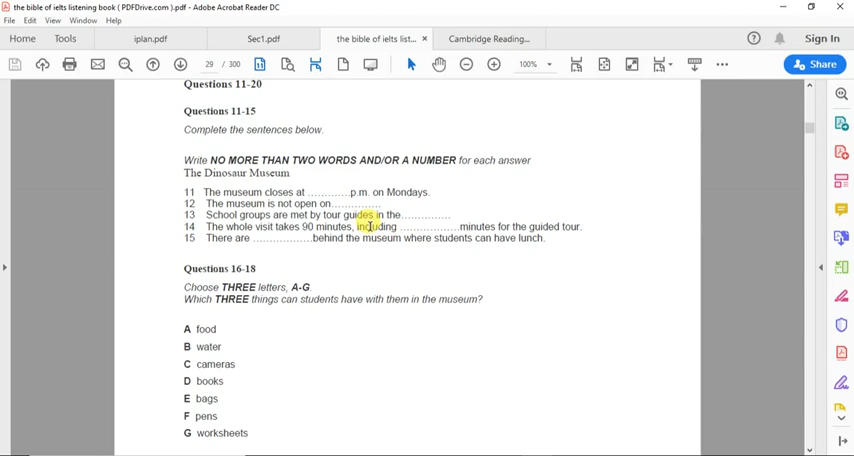 the bible of ielts listening book ( PDFDrive.com ).pdf - Adobe Acrobat Reader DC
File Edit View Window Help
Home Tools iplan.pdf Sec1.pdf the bible of ielts list... × Cambridge Reading... Sign In
29 / 300 100% Share
Questions 11-20
Questions 11-15
Complete the sentences below.
Write NO MORE THAN TWO WORDS AND/OR A NUMBER for each answer
The Dinosaur Museum
11 The museum closes at ………….p.m. on Mondays.
12 The museum is not open on……………
13 School groups are met by tour guides in the……………
14 The whole visit takes 90 minutes, including ………………minutes for the guided tour.
15 There are ………………behind the museum where students can have lunch.
Questions 16-18
Choose THREE letters, A-G.
Which THREE things can students have with them in the museum?
A food
B water
C cameras
D books
E bags
F pens
G worksheets